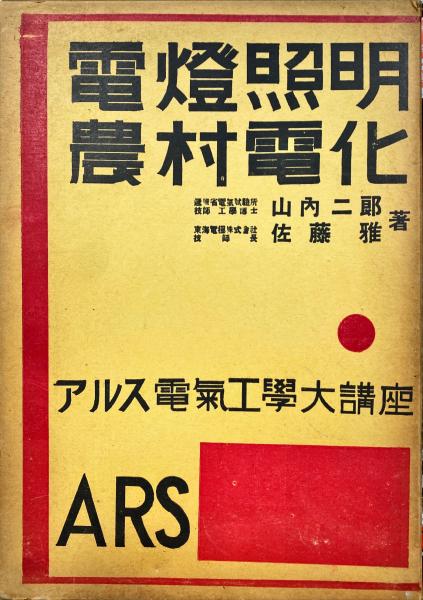 電燈照明
農村電化
遞信省電氣試驗所
技師 工學博士 山內二郎
東海電極株式會社
技師長 佐藤雅 著
アルス電氣工學大講座
ARS